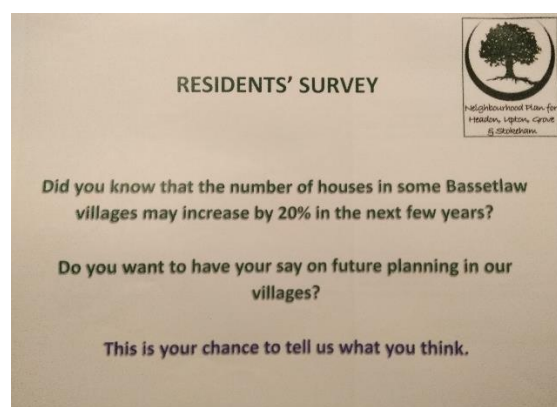 RESIDENTS' SURVEY
Neighbourhood Plan for
Headon, Upton, Grove
& Stokeham
Did you know that the number of houses in some Bassetlaw
villages may increase by 20% in the next few years?
Do you want to have your say on future planning in our
villages?
This is your chance to tell us what you think.